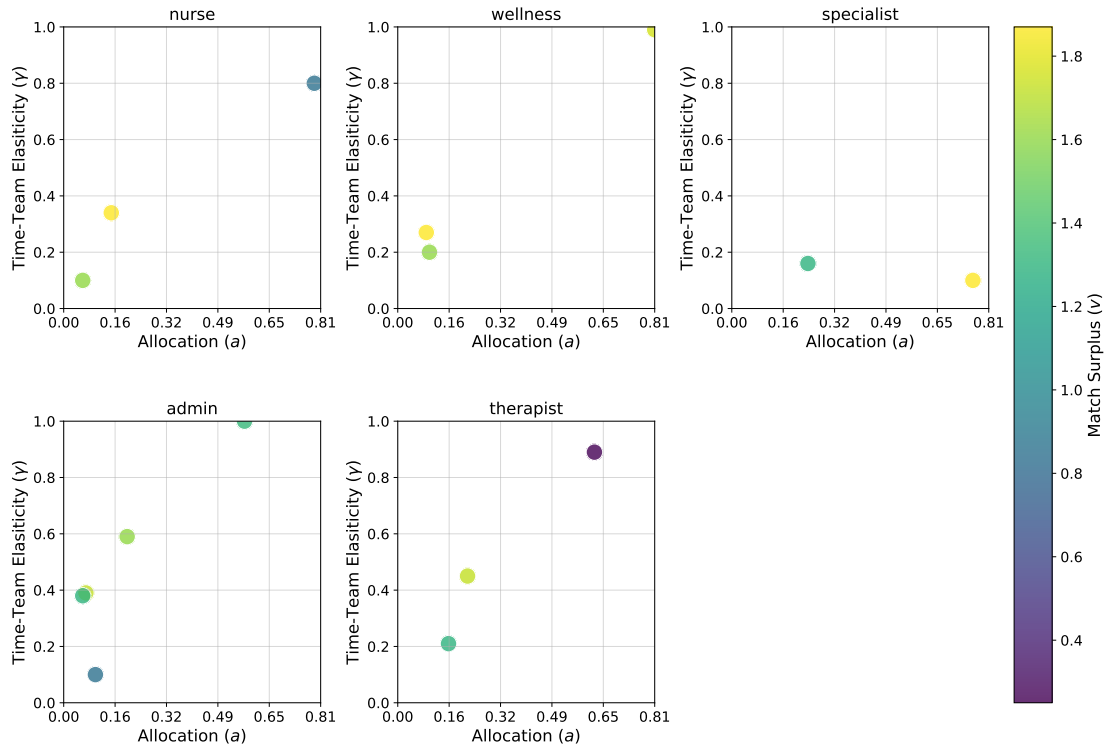 nurse
wellness
specialist
Time-Team Elasiticity (γ)
1.0
0.8
0.6
0.4
0.2
0.0
0.00 0.16 0.32 0.49 0.65 0.81
Allocation (a)
Time-Team Elasiticity (γ)
1.0
0.8
0.6
0.4
0.2
0.0
0.00 0.16 0.32 0.49 0.65 0.81
Allocation (a)
Time-Team Elasiticity (γ)
1.0
0.8
0.6
0.4
0.2
0.0
0.00 0.16 0.32 0.49 0.65 0.81
Allocation (a)
admin
therapist
Time-Team Elasiticity (γ)
1.0
0.8
0.6
0.4
0.2
0.0
0.00 0.16 0.32 0.49 0.65 0.81
Allocation (a)
Time-Team Elasiticity (γ)
1.0
0.8
0.6
0.4
0.2
0.0
0.00 0.16 0.32 0.49 0.65 0.81
Allocation (a)
1.8
1.6
1.4
1.2
1.0
0.8
0.6
0.4
Match Surplus (v)